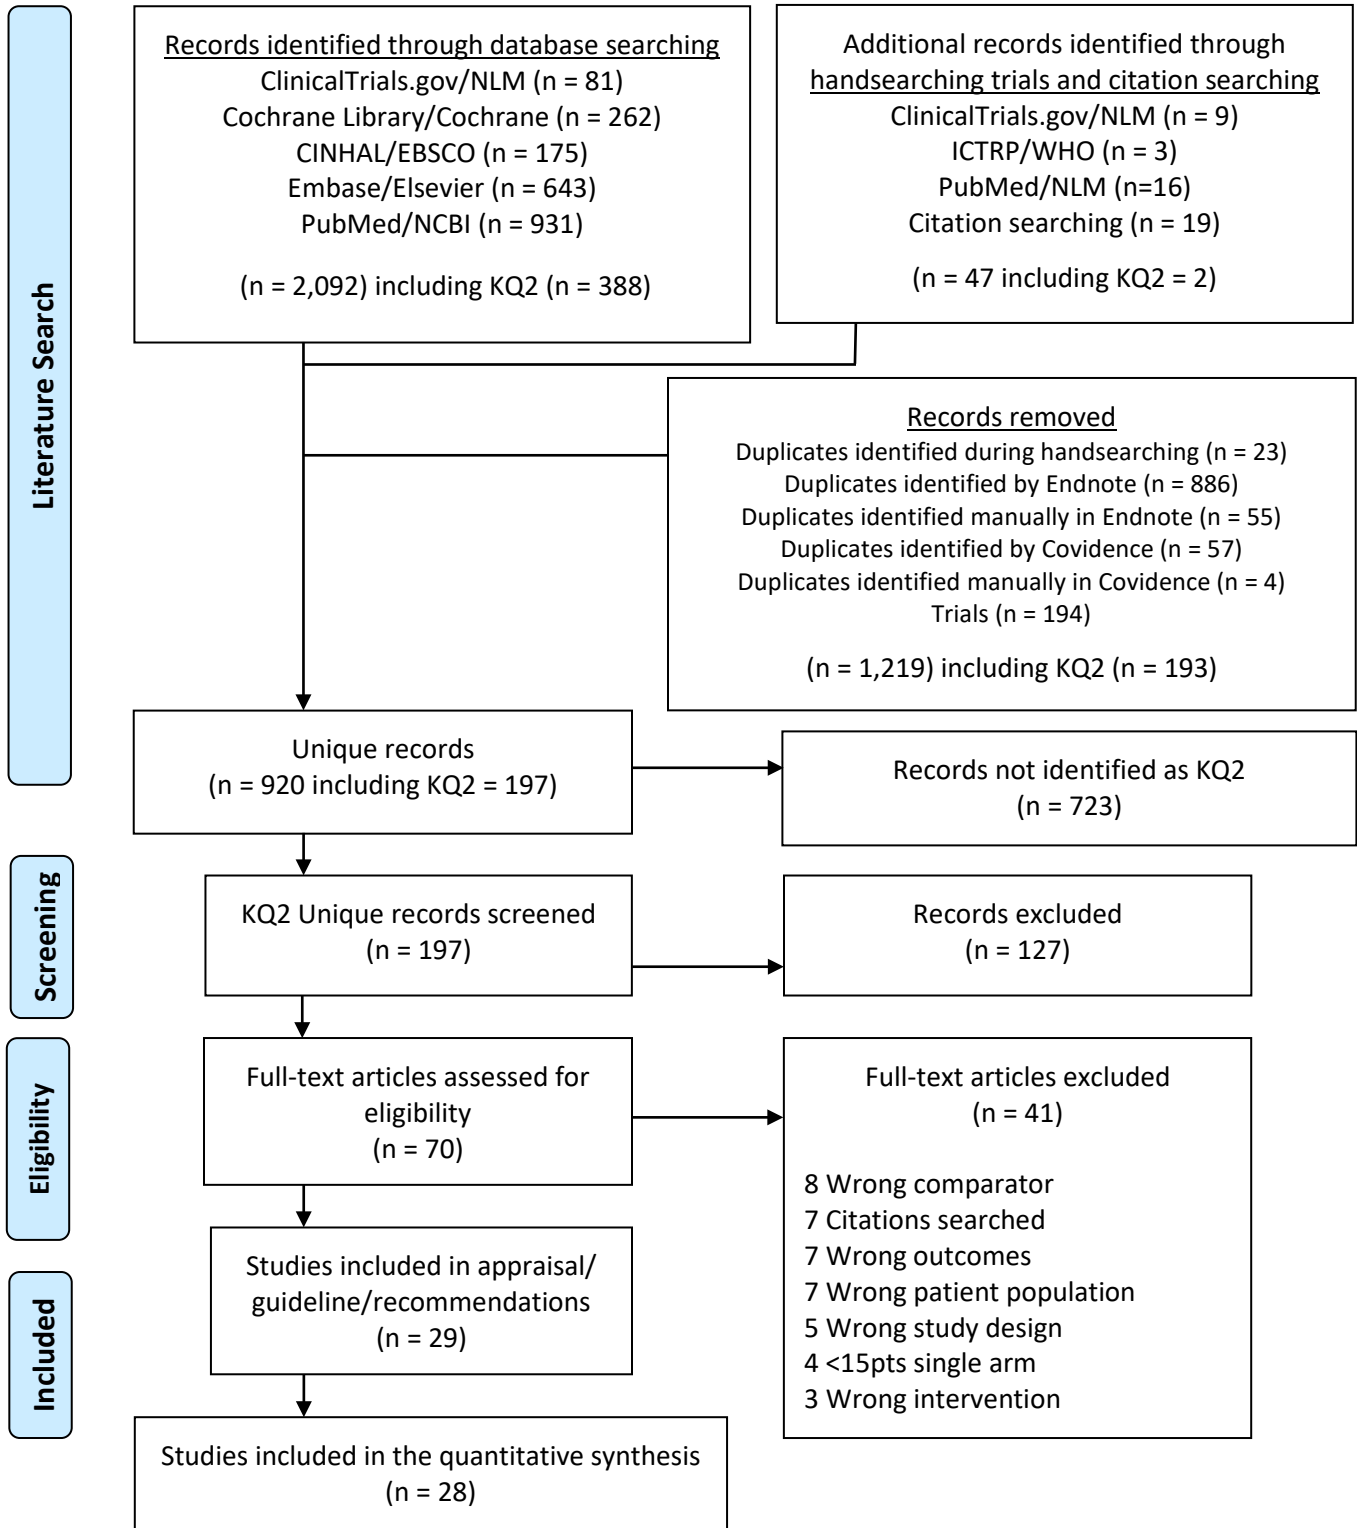 Literature Search
Records identified through database searching
ClinicalTrials.gov/NLM (n = 81)
Cochrane Library/Cochrane (n = 262)
CINHAL/EBSCO (n = 175)
Embase/Elsevier (n = 643)
PubMed/NCBI (n = 931)
(n = 2,092) including KQ2 (n = 388)
Additional records identified through
handsearching trials and citation searching
ClinicalTrials.gov/NLM (n = 9)
ICTRP/WHO (n = 3)
PubMed/NLM (n=16)
Citation searching (n = 19)
(n = 47 including KQ2 = 2)
Records removed
Duplicates identified during handsearching (n = 23)
Duplicates identified by Endnote (n = 886)
Duplicates identified manually in Endnote (n = 55)
Duplicates identified by Covidence (n = 57)
Duplicates identified manually in Covidence (n = 4)
Trials (n = 194)
(n = 1,219) including KQ2 (n = 193)
Unique records
(n = 920 including KQ2 = 197)
Records not identified as KQ2
(n = 723)
Screening
KQ2 Unique records screened
(n = 197)
Records excluded
(n = 127)
Eligibility
Full-text articles assessed for
eligibility
(n = 70)
Full-text articles excluded
(n = 41)
8 Wrong comparator
7 Citations searched
7 Wrong outcomes
7 Wrong patient population
5 Wrong study design
4 <15pts single arm
3 Wrong intervention
Included
Studies included in appraisal/
guideline/recommendations
(n = 29)
Studies included in the quantitative synthesis
(n = 28)